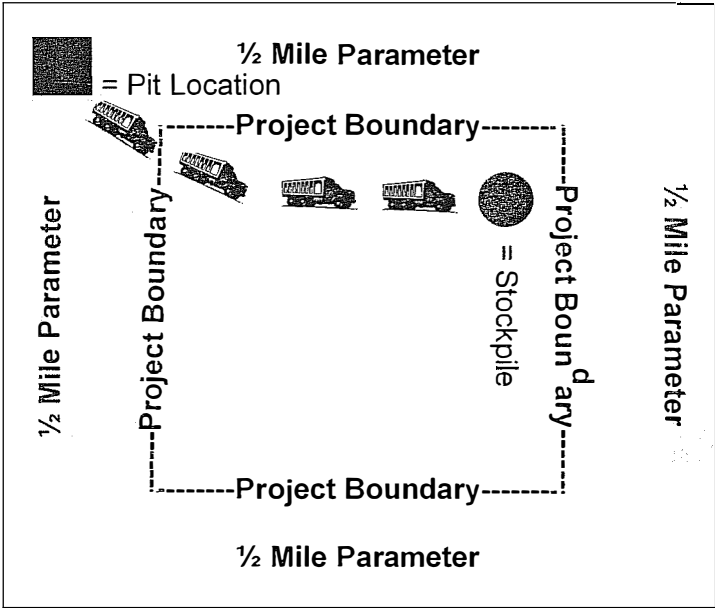 ½ Mile Parameter
= Pit Location
Project Boundary
Project Boundary
½ Mile Parameter
= Stockpile
Project Boundary
½ Mile Parameter
Project Boundary
½ Mile Parameter